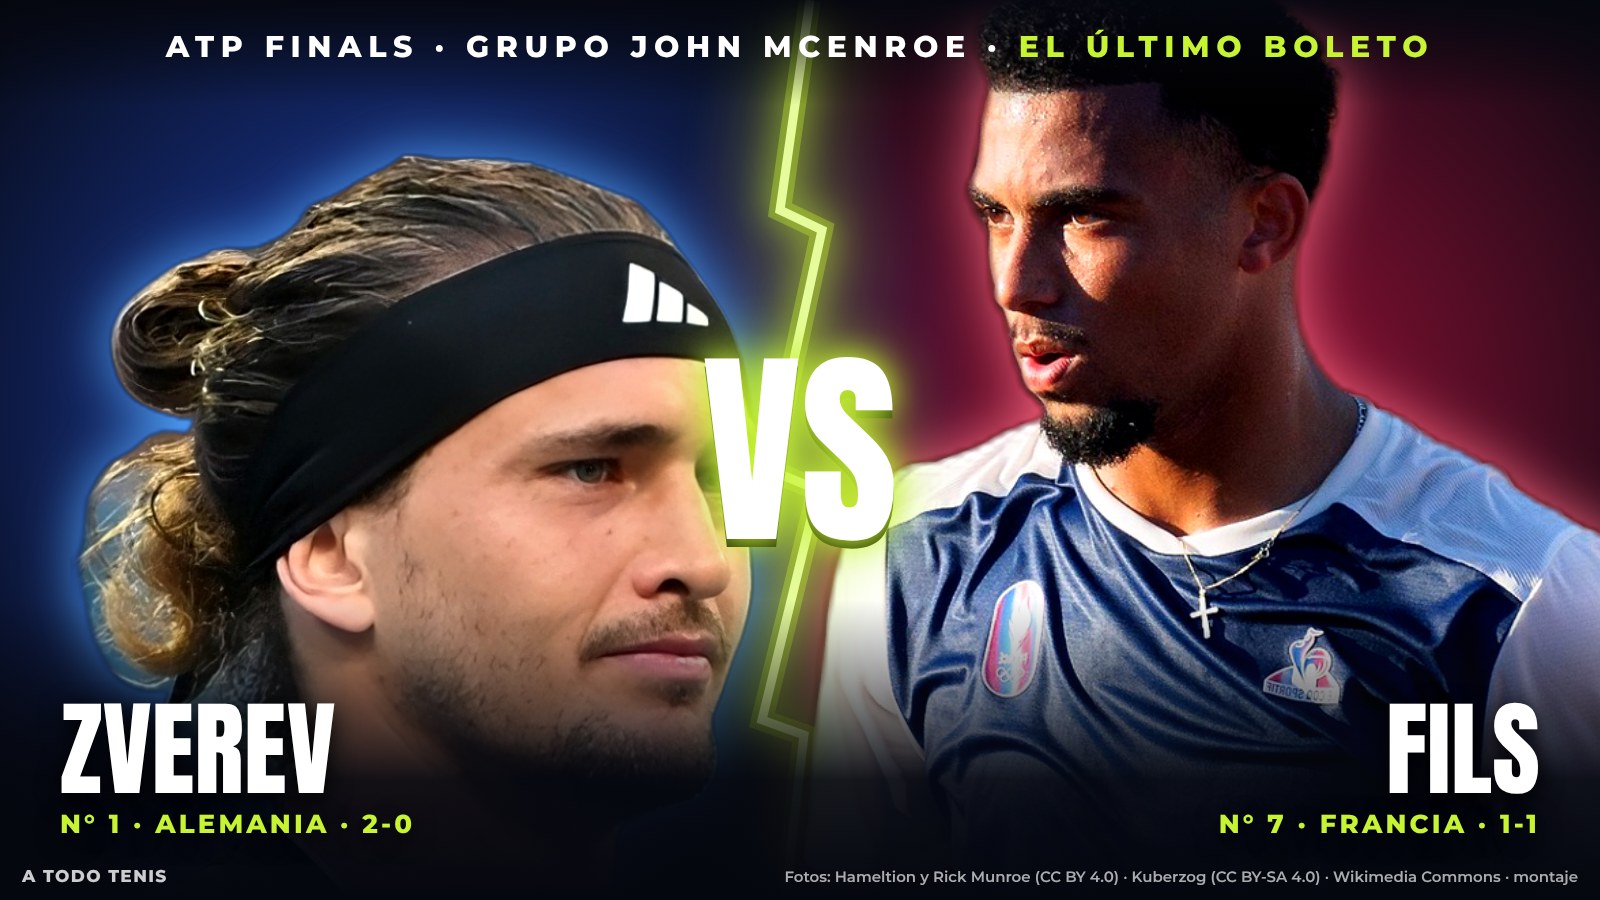 ATP FINALS · GRUPO JOHN MCENROE · EL ÚLTIMO BOLETO
VS
ZVEREV
N° 1 · ALEMANIA · 2-0
FILS
N° 7 · FRANCIA · 1-1
A TODO TENIS
Fotos: Hameltion y Rick Munroe (CC BY 4.0) · Kuberzog (CC BY-SA 4.0) · Wikimedia Commons · montaje